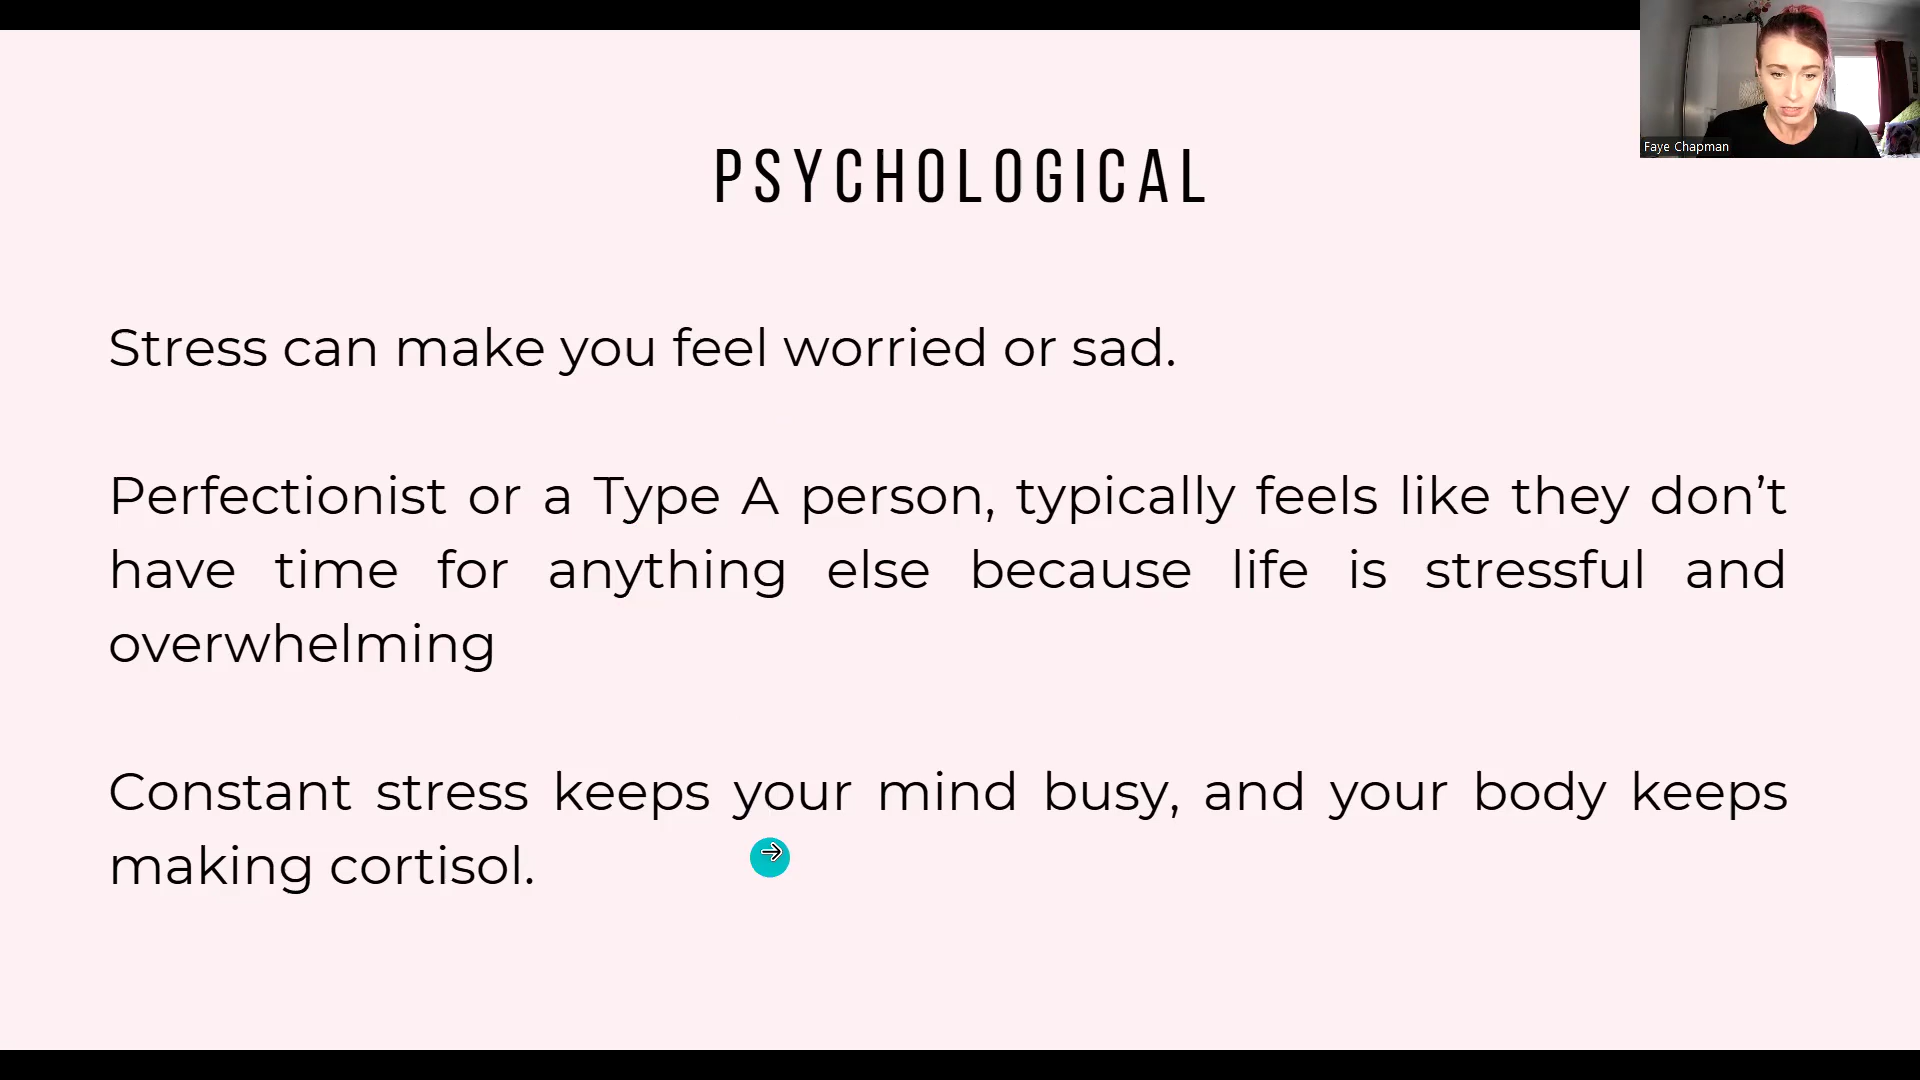 PSYCHOLOGICAL
Faye Chapman
Stress can make you feel worried or sad.
Perfectionist or a Type A person, typically feels like they don’t
have time for anything else because life is stressful and
overwhelming
Constant stress keeps your mind busy, and your body keeps
making cortisol.